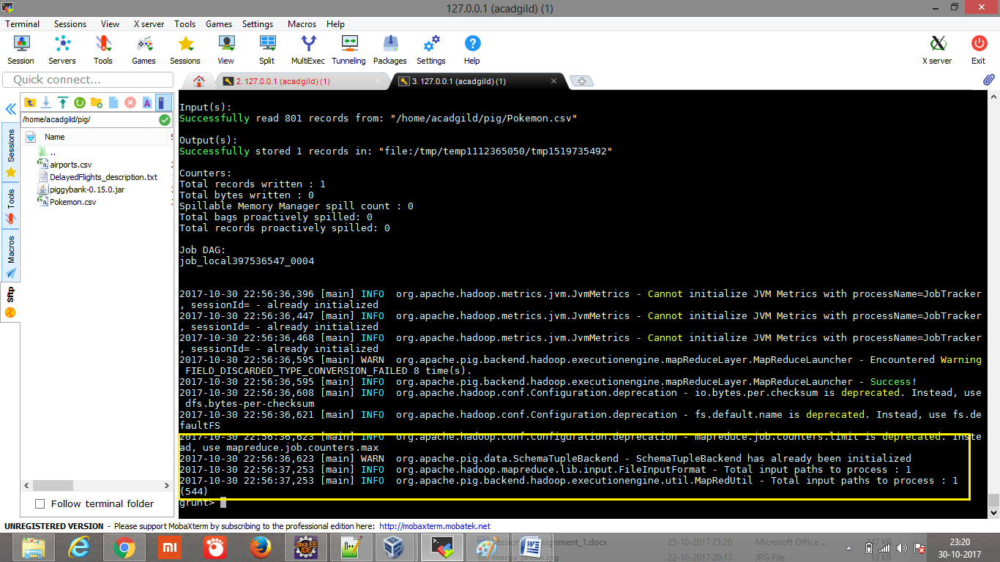 127.0.0.1 (acadgild) (1)
Terminal Sessions View X server Tools Games Settings Macros Help
Session Servers Tools Games Sessions View Split MultiExec Tunneling Packages Settings Help X server Exit
Quick connect...
2. 127.0.0.1 (acadgild) (1)
3. 127.0.0.1 (acadgild) (1)
/home/acadgild/pig/
Name
..
airports.csv
DelayedFlights_description.txt
piggybank-0.15.0.jar
Pokemon.csv
Sessions
Tools
Macros
Sftp
Follow terminal folder
Input(s):
Successfully read 801 records from: "/home/acadgild/pig/Pokemon.csv"
Output(s):
Successfully stored 1 records in: "file:/tmp/temp1112365050/tmp1519735492"
Counters:
Total records written : 1
Total bytes written : 0
Spillable Memory Manager spill count : 0
Total bags proactively spilled: 0
Total records proactively spilled: 0
Job DAG:
job_local397536547_0004
2017-10-30 22:56:36,396 [main] INFO  org.apache.hadoop.metrics.jvm.JvmMetrics - Cannot initialize JVM Metrics with processName=JobTracker
, sessionId= - already initialized
2017-10-30 22:56:36,447 [main] INFO  org.apache.hadoop.metrics.jvm.JvmMetrics - Cannot initialize JVM Metrics with processName=JobTracker
, sessionId= - already initialized
2017-10-30 22:56:36,468 [main] INFO  org.apache.hadoop.metrics.jvm.JvmMetrics - Cannot initialize JVM Metrics with processName=JobTracker
, sessionId= - already initialized
2017-10-30 22:56:36,595 [main] WARN  org.apache.pig.backend.hadoop.executionengine.mapReduceLayer.MapReduceLauncher - Encountered Warning
FIELD_DISCARDED_TYPE_CONVERSION_FAILED 8 time(s).
2017-10-30 22:56:36,595 [main] INFO  org.apache.pig.backend.hadoop.executionengine.mapReduceLayer.MapReduceLauncher - Success!
2017-10-30 22:56:36,608 [main] INFO  org.apache.hadoop.conf.Configuration.deprecation - io.bytes.per.checksum is deprecated. Instead, use
dfs.bytes-per-checksum
2017-10-30 22:56:36,621 [main] INFO  org.apache.hadoop.conf.Configuration.deprecation - fs.default.name is deprecated. Instead, use fs.de
faultFS
2017-10-30 22:56:36,623 [main] INFO  org.apache.hadoop.conf.Configuration.deprecation - mapreduce.job.counters.limit is deprecated. Inste
ad, use mapreduce.job.counters.max
2017-10-30 22:56:36,623 [main] WARN  org.apache.pig.data.SchemaTupleBackend - SchemaTupleBackend has already been initialized
2017-10-30 22:56:37,253 [main] INFO  org.apache.hadoop.mapreduce.lib.input.FileInputFormat - Total input paths to process : 1
2017-10-30 22:56:37,253 [main] INFO  org.apache.pig.backend.hadoop.executionengine.util.MapRedUtil - Total input paths to process : 1
(544)
grunt>
UNREGISTERED VERSION - Please support MobaXterm by subscribing to the professional edition here: http://mobaxterm.mobatek.net
25-10-2017 21:20 Microsoft Office ... 47 KB
manju_photo.jpg 22-10-2017 20:13 JPG File 13 KB
Java EE
IDE
23:20
30-10-2017